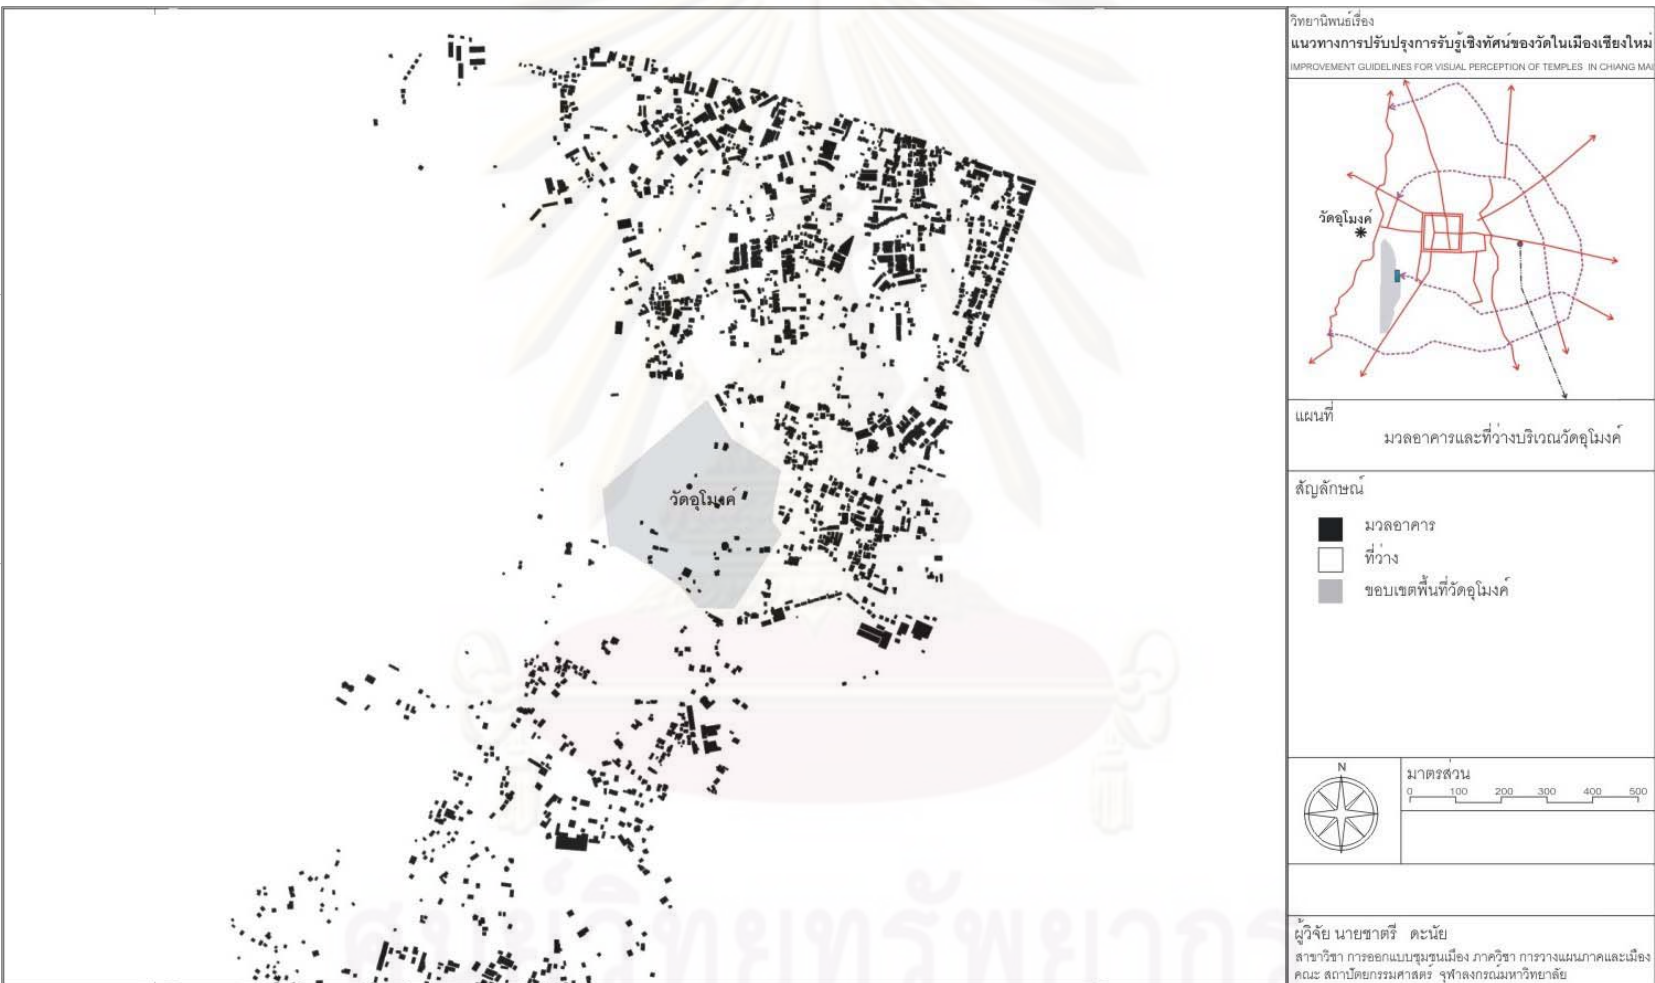 วิทยานิพนธ์เรื่อง
แนวทางการปรับปรุงการรับรู้เชิงทัศน์ของวัดในเมืองเชียงใหม่
IMPROVEMENT GUIDELINES FOR VISUAL PERCEPTION OF TEMPLES IN CHIANG MAI
วัดอุโมงค์
แผนที่
มวลอาคารและที่ว่างบริเวณวัดอุโมงค์
สัญลักษณ์
มวลอาคาร
ที่ว่าง
ขอบเขตพื้นที่วัดอุโมงค์
วัดอุโมงค์
N
มาตรส่วน
0 100 200 300 400 500
ผู้วิจัย นายชาตรี ดะนัย
สาขาวิชา การออกแบบชุมชนเมือง ภาควิชา การวางแผนภาคและเมือง
คณะ สถาปัตยกรรมศาสตร์ จุฬาลงกรณ์มหาวิทยาลัย
ศูนย์วิทยทรัพยากร